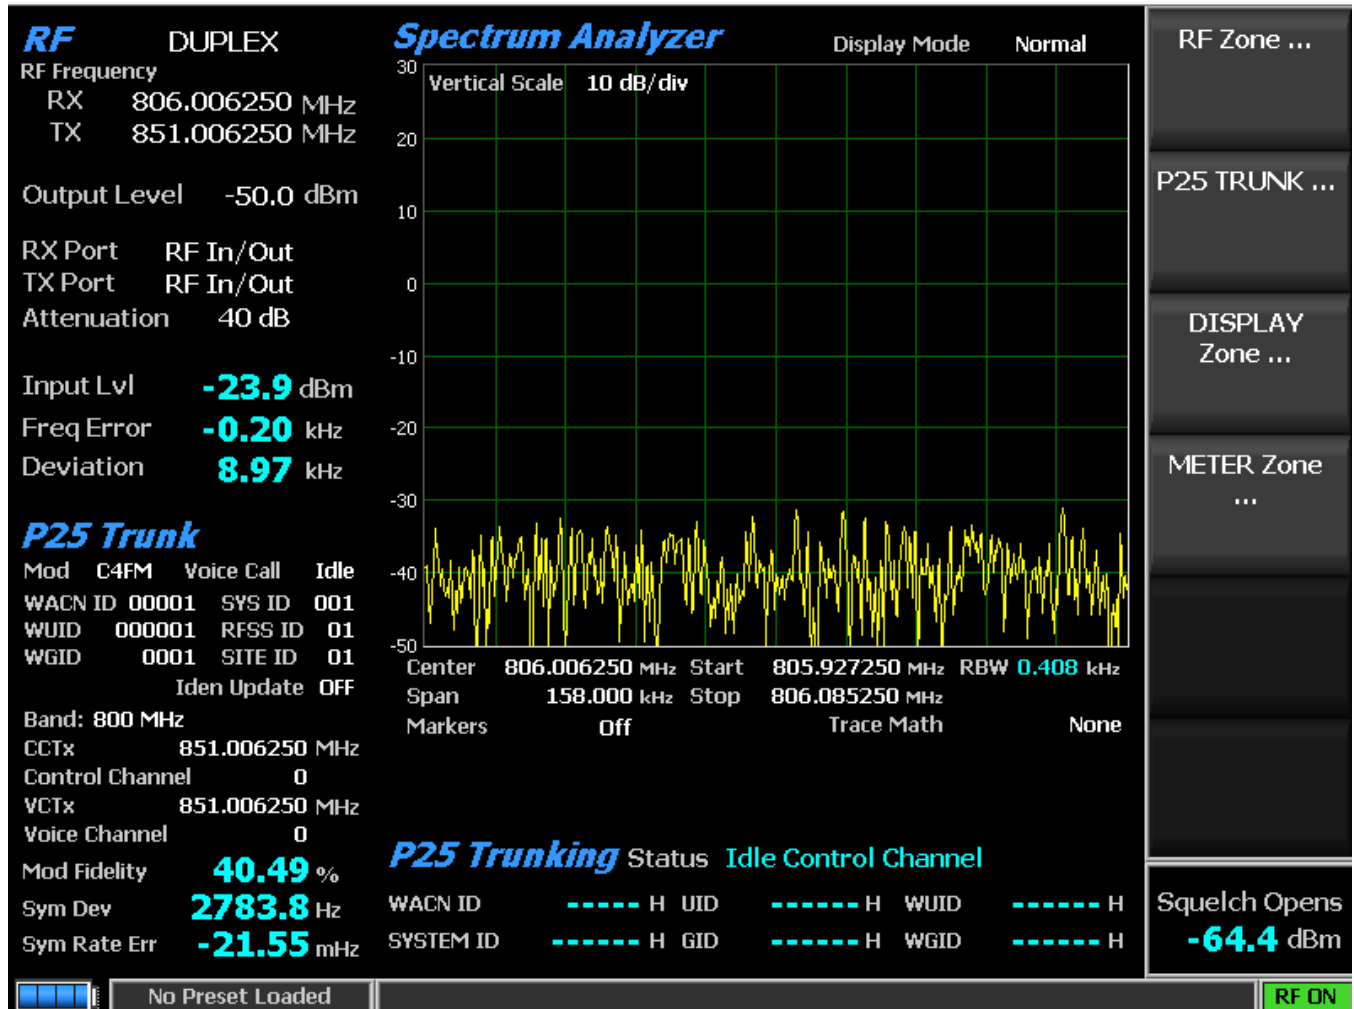 RF DUPLEX
RF Frequency
RX 806.006250 MHz
TX 851.006250 MHz
Output Level -50.0 dBm
RX Port RF In/Out
TX Port RF In/Out
Attenuation 40 dB
Input Lvl -23.9 dBm
Freq Error -0.20 kHz
Deviation 8.97 kHz
P25 Trunk
Mod C4FM Voice Call Idle
WACN ID 00001 SYS ID 001
WUID 000001 RFSS ID 01
WGID 0001 SITE ID 01
Iden Update OFF
Band: 800 MHz
CCTx 851.006250 MHz
Control Channel 0
VCTx 851.006250 MHz
Voice Channel 0
Mod Fidelity 40.49 %
Sym Dev 2783.8 Hz
Sym Rate Err -21.55 mHz
Spectrum Analyzer Display Mode Normal
Vertical Scale 10 dB/div
30
20
10
0
-10
-20
-30
-40
-50
Center 806.006250 MHz Start 805.927250 MHz RBW 0.408 kHz
Span 158.000 kHz Stop 806.085250 MHz
Markers Off Trace Math None
P25 Trunking Status Idle Control Channel
WACN ID ----- H UID ------ H WUID ------ H
SYSTEM ID ------ H GID ------ H WGID ------ H
RF Zone ...
P25 TRUNK ...
DISPLAY
Zone ...
METER Zone
...
Squelch Opens
-64.4 dBm
No Preset Loaded
RF ON